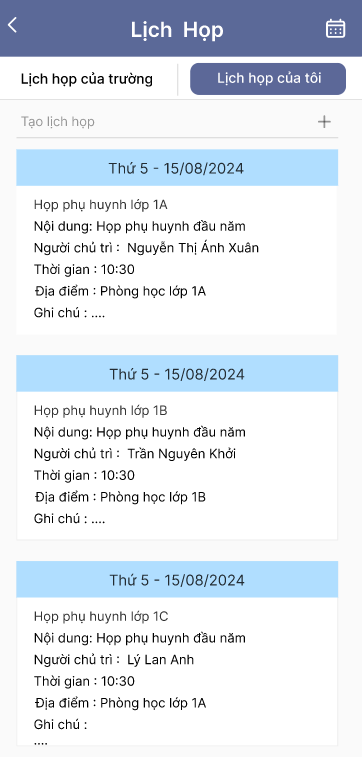 Lịch Họp
Lịch họp của trường
Lịch họp của tôi
Tạo lịch họp
Thứ 5 - 15/08/2024
Họp phụ huynh lớp 1A
Nội dung: Họp phụ huynh đầu năm
Người chủ trì : Nguyễn Thị Ánh Xuân
Thời gian : 10:30
Địa điểm : Phòng học lớp 1A
Ghi chú : ....
Thứ 5 - 15/08/2024
Họp phụ huynh lớp 1B
Nội dung: Họp phụ huynh đầu năm
Người chủ trì : Trần Nguyên Khởi
Thời gian : 10:30
Địa điểm : Phòng học lớp 1B
Ghi chú : ....
Thứ 5 - 15/08/2024
Họp phụ huynh lớp 1C
Nội dung: Họp phụ huynh đầu năm
Người chủ trì : Lý Lan Anh
Thời gian : 10:30
Địa điểm : Phòng học lớp 1A
Ghi chú :
....